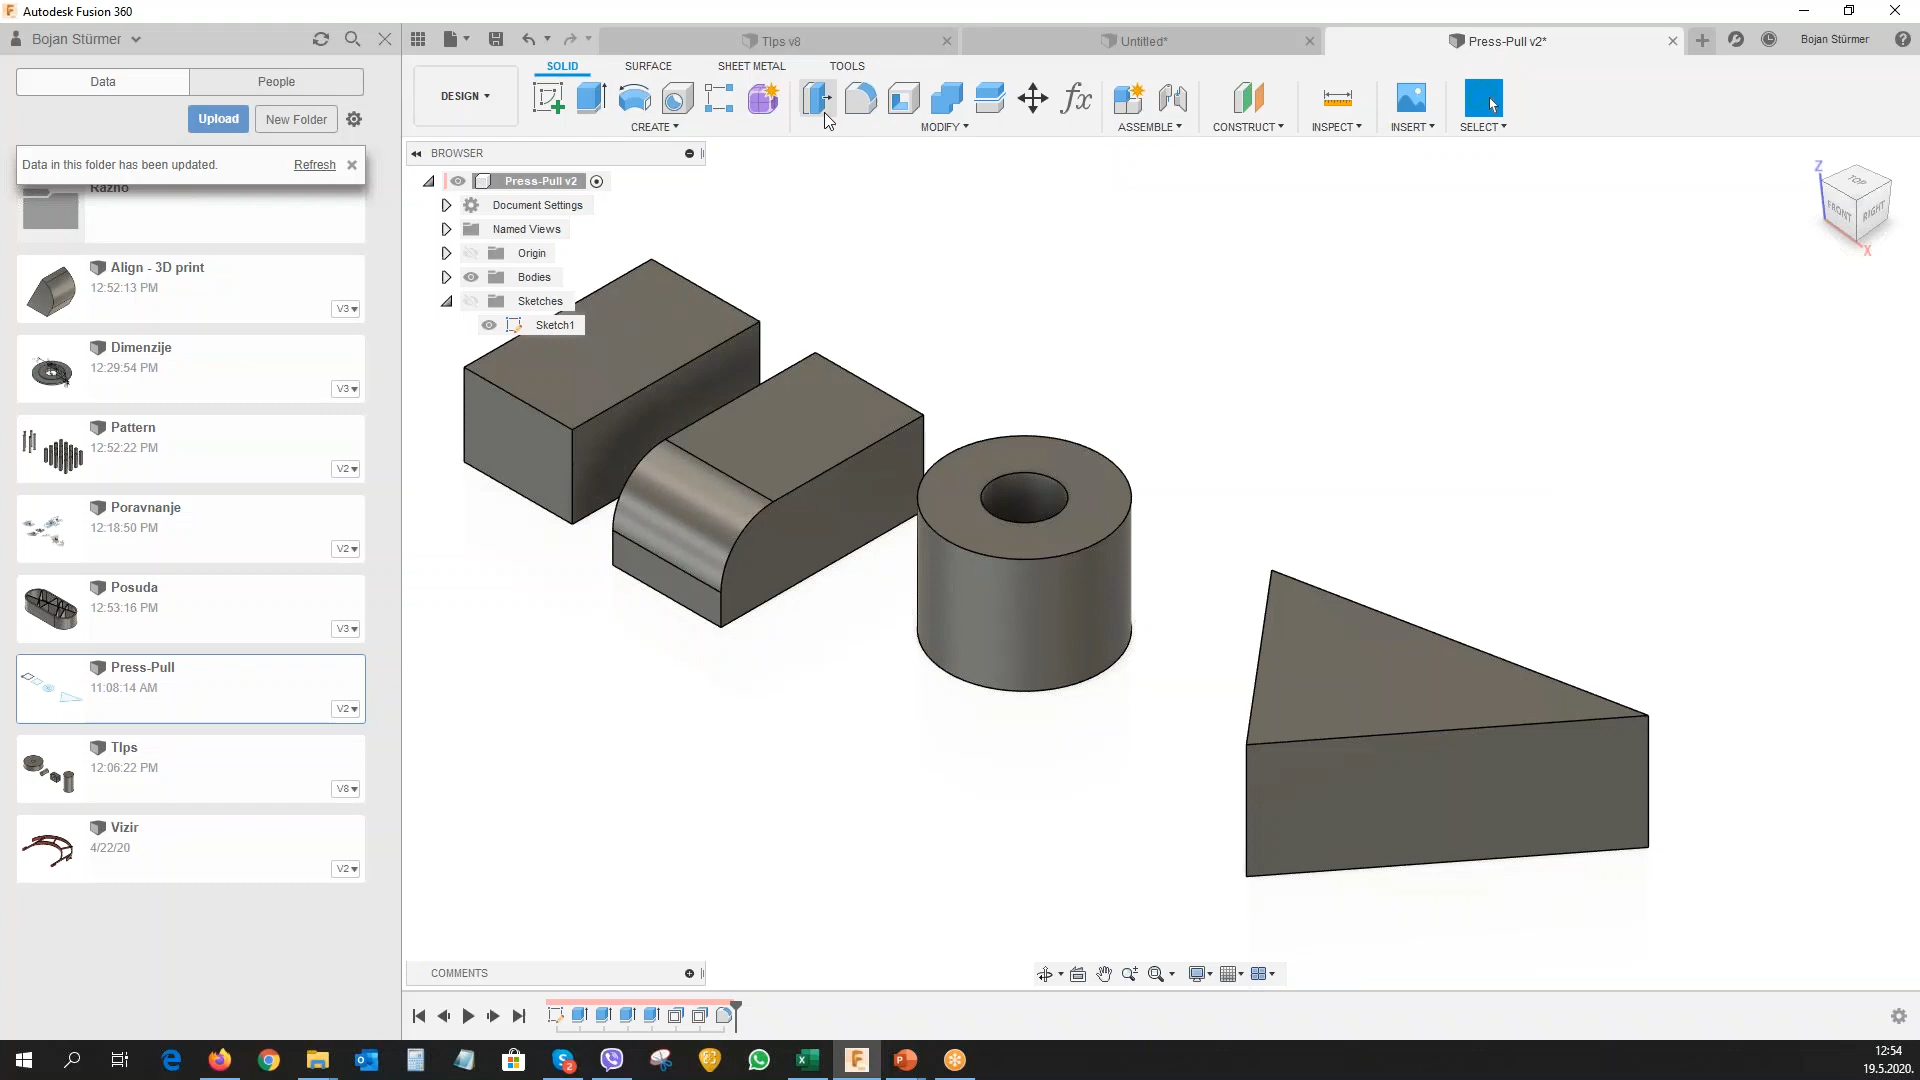 Autodesk Fusion 360
Bojan Stürmer
TIps v8
Untitled*
Press-Pull v2*
Bojan Stürmer
Data
People
Upload
New Folder
Data in this folder has been updated.
Refresh
Razno
Align - 3D print
12:52:13 PM
V3
Dimenzije
12:29:54 PM
V3
Pattern
12:52:22 PM
V2
Poravnanje
12:18:50 PM
V2
Posuda
12:53:16 PM
V3
Press-Pull
11:08:14 AM
V2
TIps
12:06:22 PM
V8
Vizir
4/22/20
V2
SOLID
SURFACE
SHEET METAL
TOOLS
DESIGN
CREATE
MODIFY
ASSEMBLE
CONSTRUCT
INSPECT
INSERT
SELECT
fx
BROWSER
Press-Pull v2
Document Settings
Named Views
Origin
Bodies
Sketches
Sketch1
Z
TOP
FRONT
RIGHT
X
COMMENTS
2
12:54
19.5.2020.